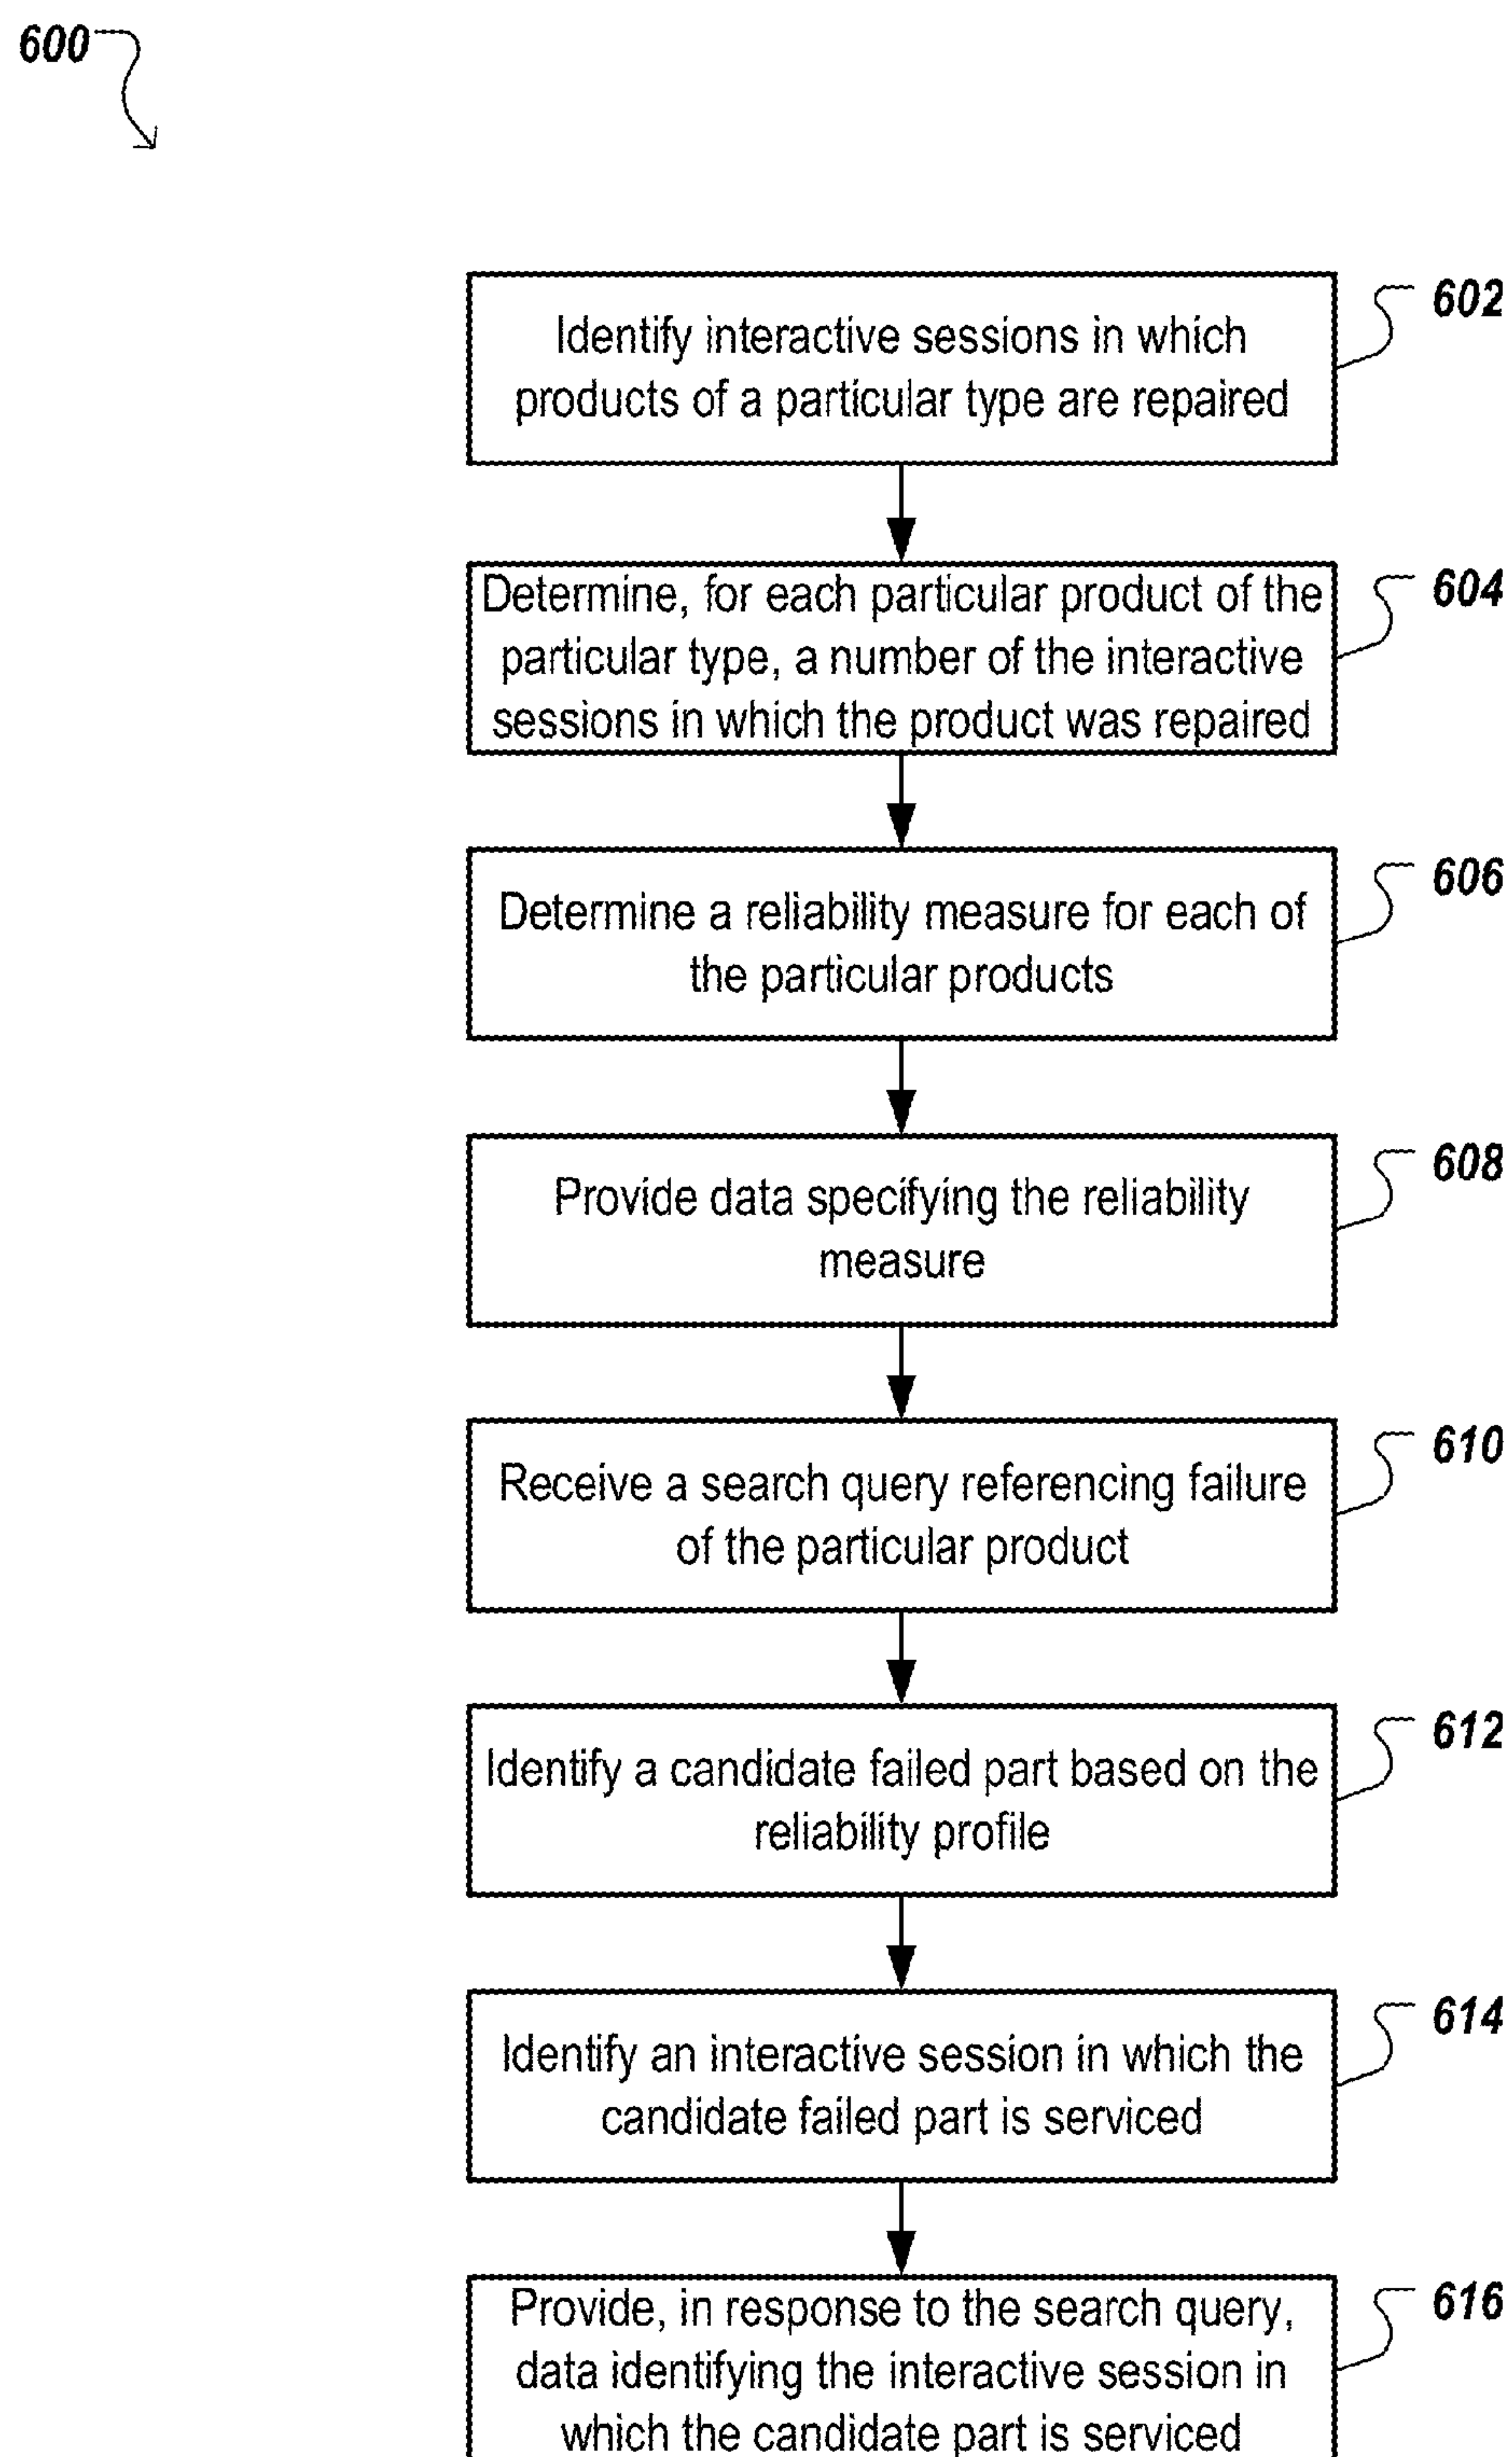 600
Identify interactive sessions in which
products of a particular type are repaired
602
Determine, for each particular product of the
particular type, a number of the interactive
sessions in which the product was repaired
604
Determine a reliability measure for each of
the particular products
606
Provide data specifying the reliability
measure
608
Receive a search query referencing failure
of the particular product
610
Identify a candidate failed part based on the
reliability profile
612
Identify an interactive session in which the
candidate failed part is serviced
614
Provide, in response to the search query,
data identifying the interactive session in
which the candidate part is serviced
616